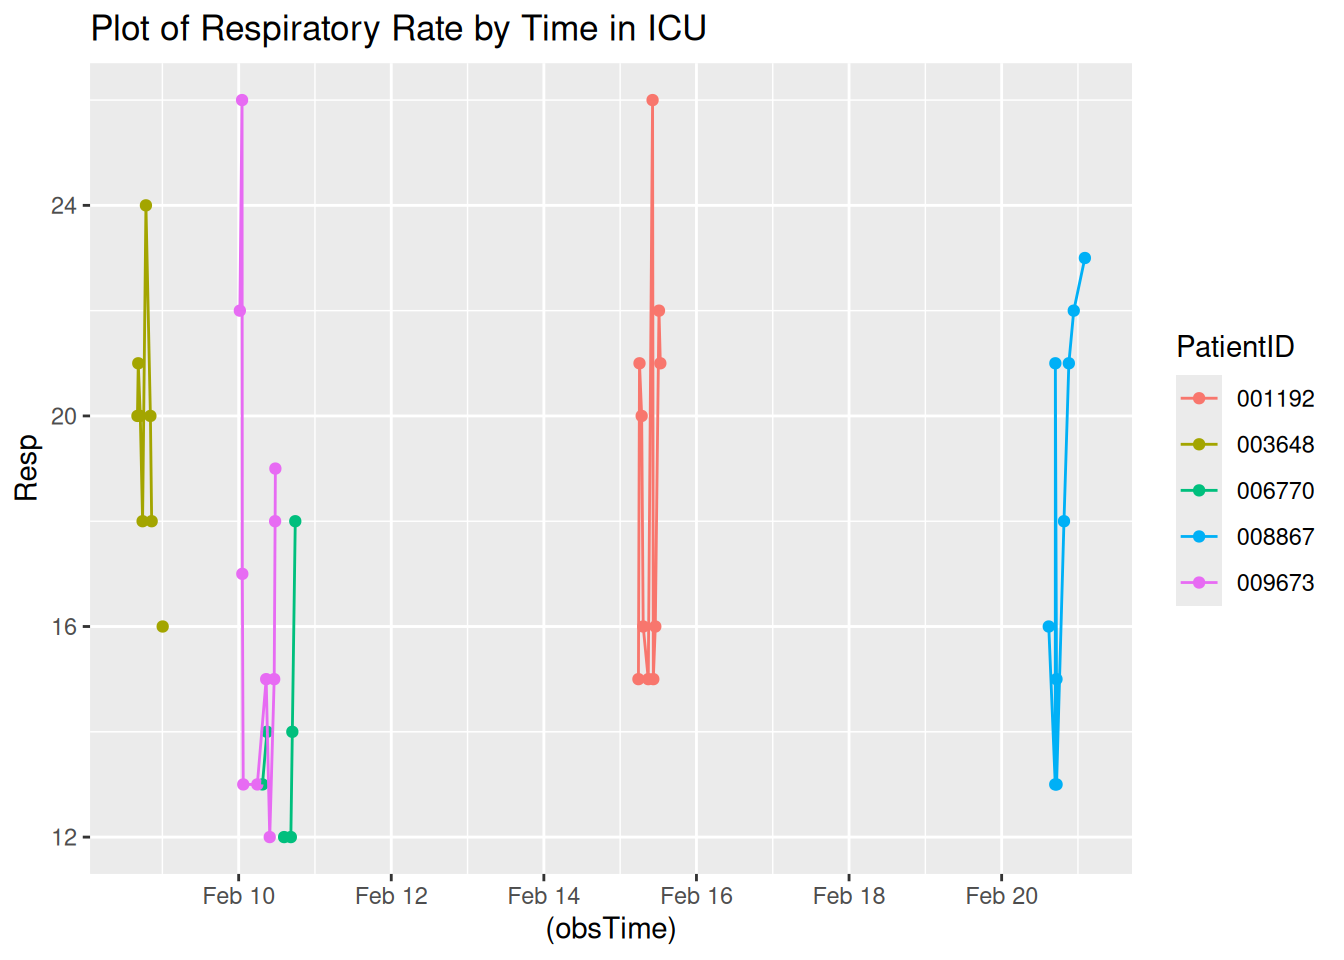 Plot of Respiratory Rate by Time in ICU
24
20
16
12
Resp
Feb 10
Feb 12
Feb 14
Feb 16
Feb 18
Feb 20
(obsTime)
PatientID
001192
003648
006770
008867
009673